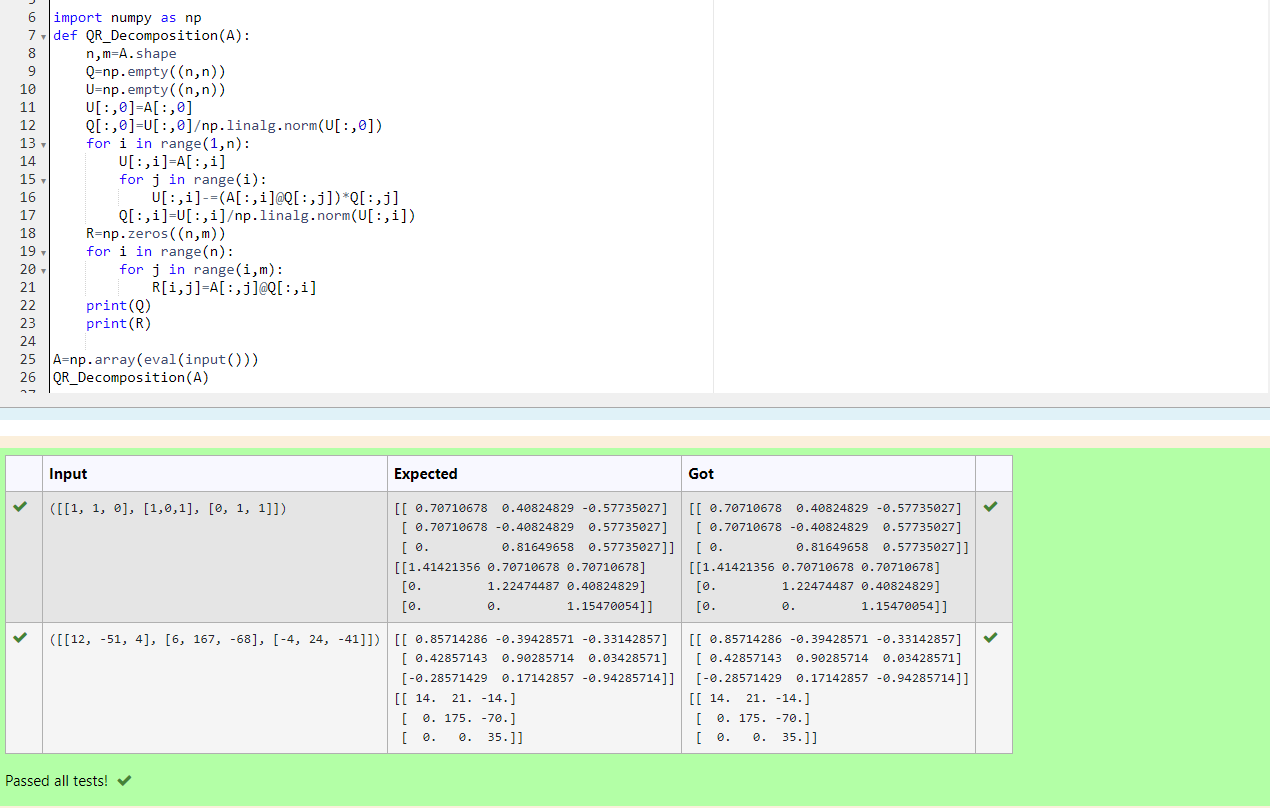 6 import numpy as np
7 def QR_Decomposition(A):
8     n,m=A.shape
9     Q=np.empty((n,n))
10     U=np.empty((n,n))
11     U[:,0]=A[:,0]
12     Q[:,0]=U[:,0]/np.linalg.norm(U[:,0])
13     for i in range(1,n):
14         U[:,i]=A[:,i]
15         for j in range(i):
16             U[:,i]-=(A[:,i]@Q[:,j])*Q[:,j]
17         Q[:,i]=U[:,i]/np.linalg.norm(U[:,i])
18     R=np.zeros((n,m))
19     for i in range(n):
20         for j in range(i,m):
21             R[i,j]=A[:,j]@Q[:,i]
22     print(Q)
23     print(R)
24
25 A=np.array(eval(input()))
26 QR_Decomposition(A)
Input Expected Got
([[1, 1, 0], [1,0,1], [0, 1, 1]]) [[ 0.70710678  0.40824829 -0.57735027] [[ 0.70710678  0.40824829 -0.57735027]
[ 0.70710678 -0.40824829  0.57735027] [ 0.70710678 -0.40824829  0.57735027]
[ 0.          0.81649658  0.57735027]] [ 0.          0.81649658  0.57735027]]
[[1.41421356 0.70710678 0.70710678] [[1.41421356 0.70710678 0.70710678]
[0.         1.22474487 0.40824829] [0.         1.22474487 0.40824829]
[0.         0.         1.15470054]] [0.         0.         1.15470054]]
([[12, -51, 4], [6, 167, -68], [-4, 24, -41]]) [[ 0.85714286 -0.39428571 -0.33142857] [[ 0.85714286 -0.39428571 -0.33142857]
[ 0.42857143  0.90285714  0.03428571] [ 0.42857143  0.90285714  0.03428571]
[-0.28571429  0.17142857 -0.94285714]] [-0.28571429  0.17142857 -0.94285714]]
[[ 14.  21. -14.] [[ 14.  21. -14.]
[  0. 175. -70.] [  0. 175. -70.]
[  0.   0.  35.]] [  0.   0.  35.]]
Passed all tests!